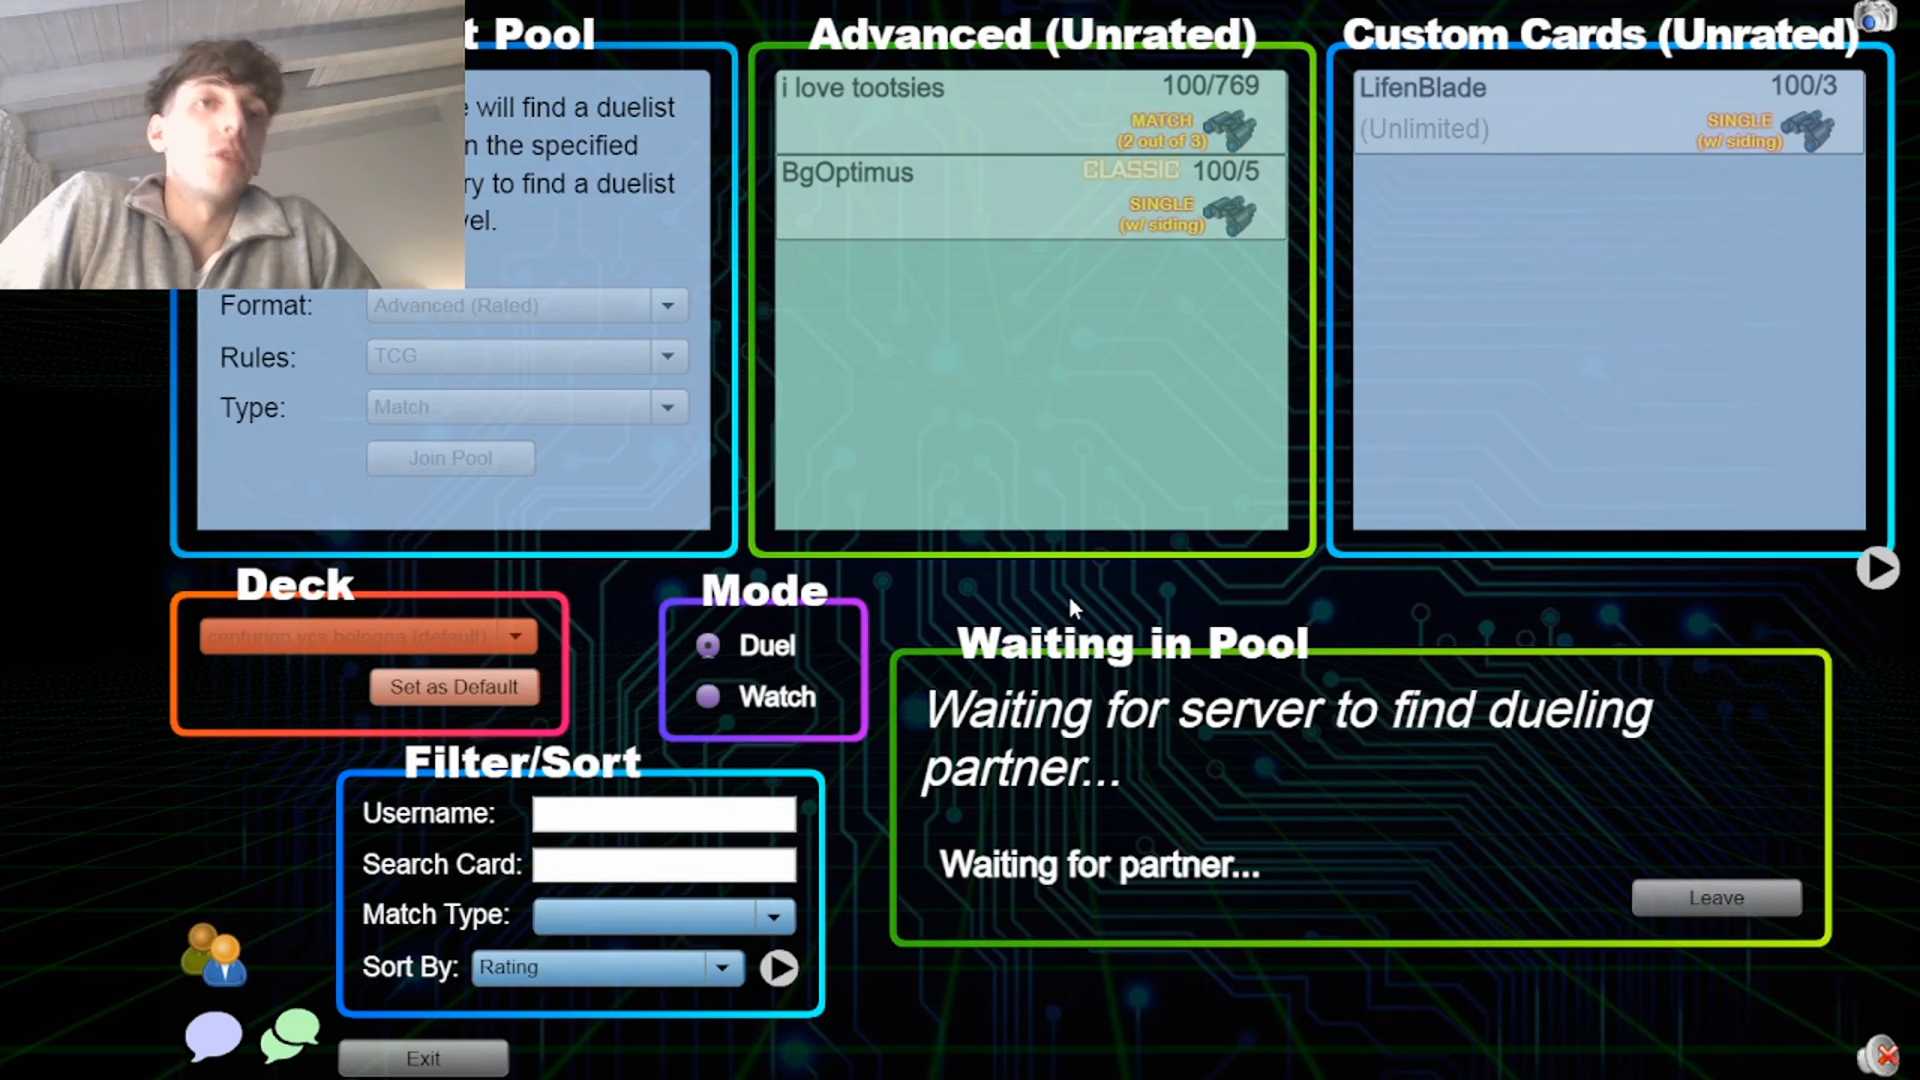 t Pool
will find a duelist
n the specified
ry to find a duelist
vel.
Format: Advanced (Rated)
Rules: TCG
Type: Match
Join Pool
Advanced (Unrated)
i love tootsies 100/769
MATCH
(2 out of 3)
BgOptimus CLASSIC 100/5
SINGLE
(w/ siding)
Custom Cards (Unrated)
LifenBlade 100/3
(Unlimited) SINGLE
(w/ siding)
Deck
centurion ycs bologna (default)
Set as Default
Mode
Duel
Watch
Filter/Sort
Username:
Search Card:
Match Type:
Sort By: Rating
Waiting in Pool
Waiting for server to find dueling
partner...
Waiting for partner...
Leave
Exit